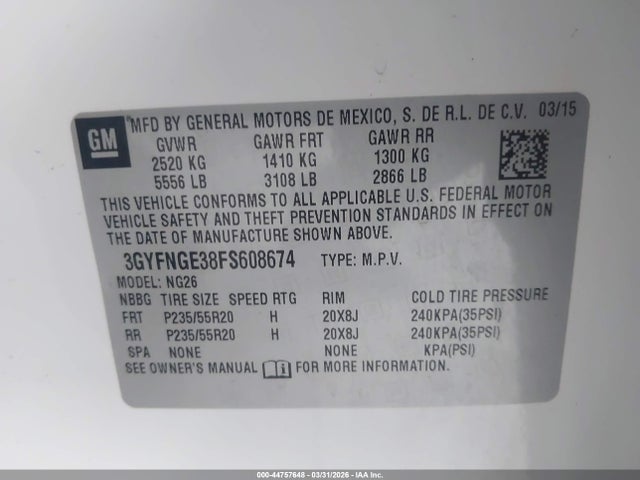 GM
*MFD BY GENERAL MOTORS DE MEXICO, S. DE R.L. DE C.V. 03/15
GVWR GAWR FRT GAWR RR
2520 KG 1410 KG 1300 KG
5556 LB 3108 LB 2866 LB
THIS VEHICLE CONFORMS TO ALL APPLICABLE U.S. FEDERAL MOTOR
VEHICLE SAFETY AND THEFT PREVENTION STANDARDS IN EFFECT ON
THE DATE OF MANUFACTURE SHOWN ABOVE.
3GYFNGE38FS608674 TYPE: M.P.V.
MODEL: NG26
NBBG TIRE SIZE SPEED RTG RIM COLD TIRE PRESSURE
FRT P235/55R20 H 20X8J 240KPA(35PSI)
RR P235/55R20 H 20X8J 240KPA(35PSI)
SPA NONE NONE KPA(PSI)
SEE OWNER'S MANUAL FOR MORE INFORMATION.
000-44757648 - 03/31/2026 - IAA Inc.